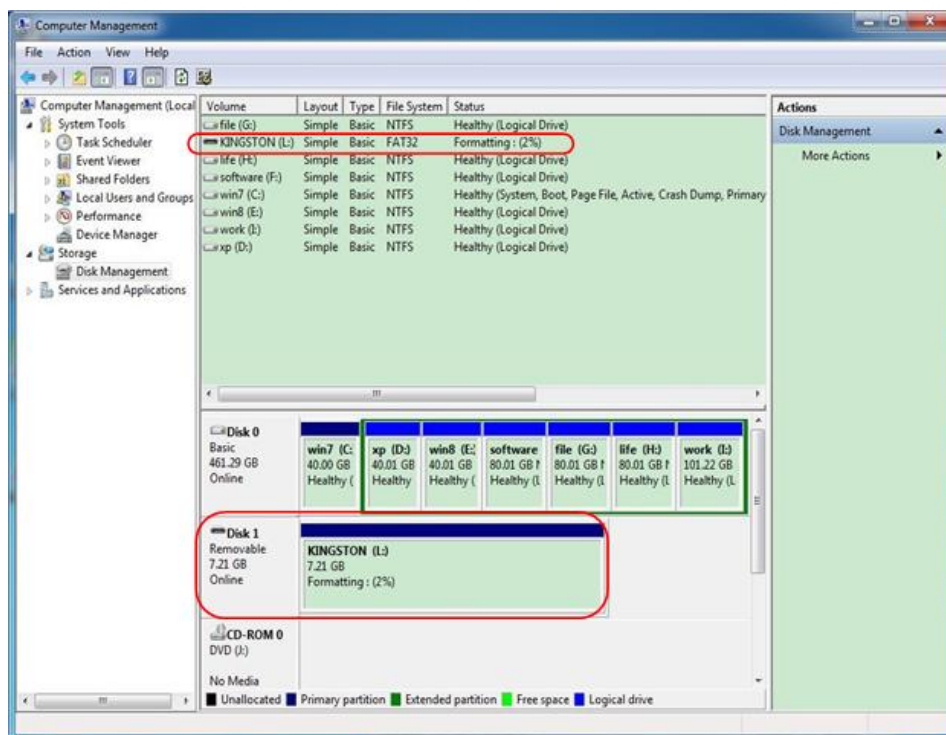 Computer Management
File Action View Help
Computer Management (Local
System Tools
Task Scheduler
Event Viewer
Shared Folders
Local Users and Groups
Performance
Device Manager
Storage
Disk Management
Services and Applications
Volume Layout Type File System Status
file (G:) Simple Basic NTFS Healthy (Logical Drive)
KINGSTON (L:) Simple Basic FAT32 Formatting : (2%)
life (H:) Simple Basic NTFS Healthy (Logical Drive)
software (F:) Simple Basic NTFS Healthy (Logical Drive)
win7 (C:) Simple Basic NTFS Healthy (System, Boot, Page File, Active, Crash Dump, Primary
win8 (E:) Simple Basic NTFS Healthy (Logical Drive)
work (I:) Simple Basic NTFS Healthy (Logical Drive)
xp (D:) Simple Basic NTFS Healthy (Logical Drive)
Actions
Disk Management
More Actions
Disk 0
Basic
461.29 GB
Online
win7 (C: xp (D:) win8 (E: software file (G:) life (H:) work (I:)
40.00 GB 40.01 GB 40.01 GB 80.01 GB 80.01 GB 80.01 GB 101.22 GB
Healthy ( Healthy Healthy ( Healthy (L Healthy (L Healthy (L Healthy (L
Disk 1
Removable
7.21 GB
Online
KINGSTON (L:)
7.21 GB
Formatting : (2%)
CD-ROM 0
DVD (J:)
No Media
Unallocated Primary partition Extended partition Free space Logical drive